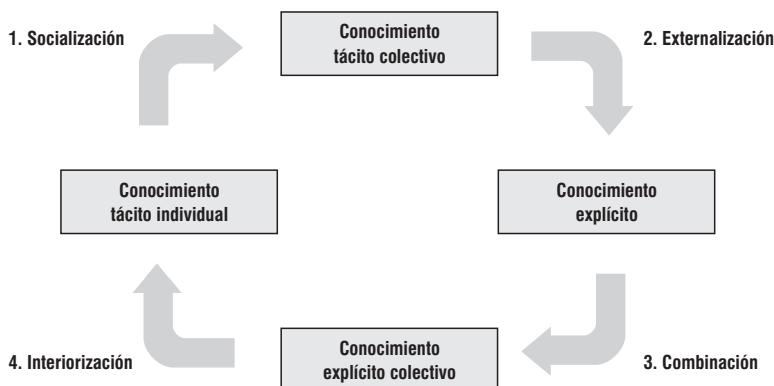 1. Socialización
Conocimiento
tácito colectivo
2. Externalización
Conocimiento
tácito individual
Conocimiento
explícito
4. Interiorización
Conocimiento
explícito colectivo
3. Combinación